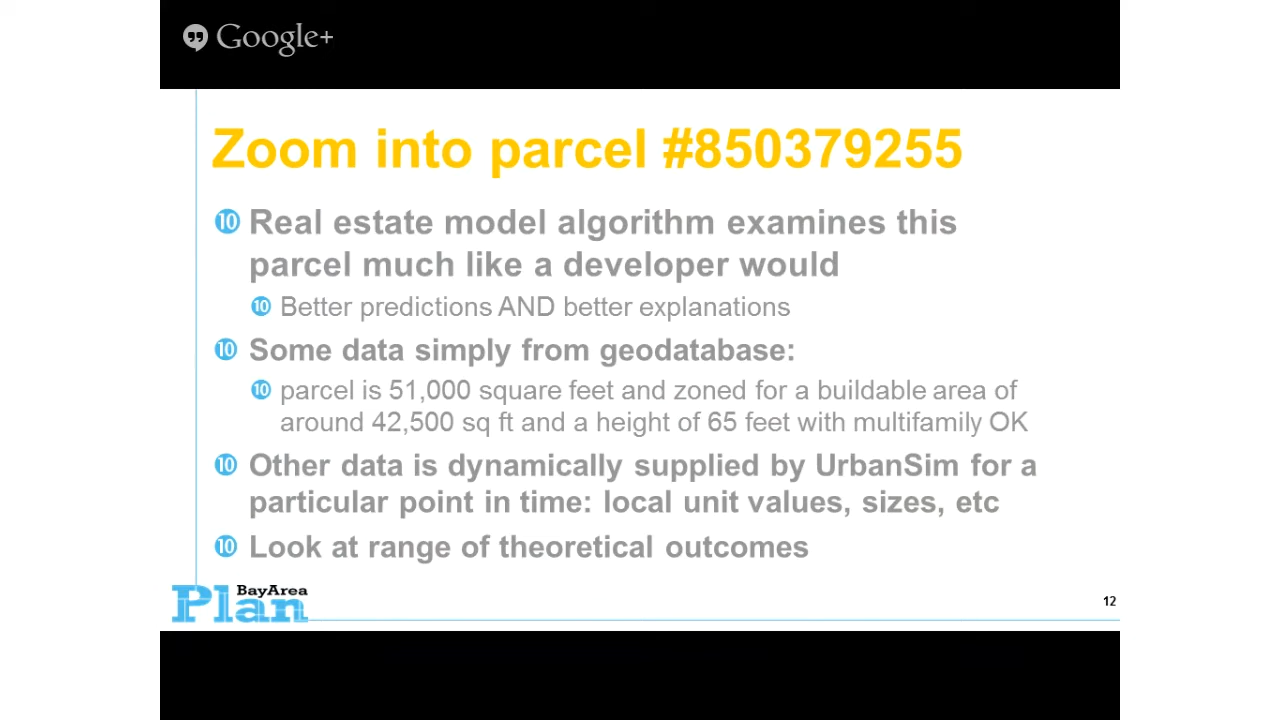 Google+
Zoom into parcel #850379255
⓾ Real estate model algorithm examines this
parcel much like a developer would
⓾ Better predictions AND better explanations
⓾ Some data simply from geodatabase:
⓾ parcel is 51,000 square feet and zoned for a buildable area of
around 42,500 sq ft and a height of 65 feet with multifamily OK
⓾ Other data is dynamically supplied by UrbanSim for a
particular point in time: local unit values, sizes, etc
⓾ Look at range of theoretical outcomes
BayArea
Plan
12